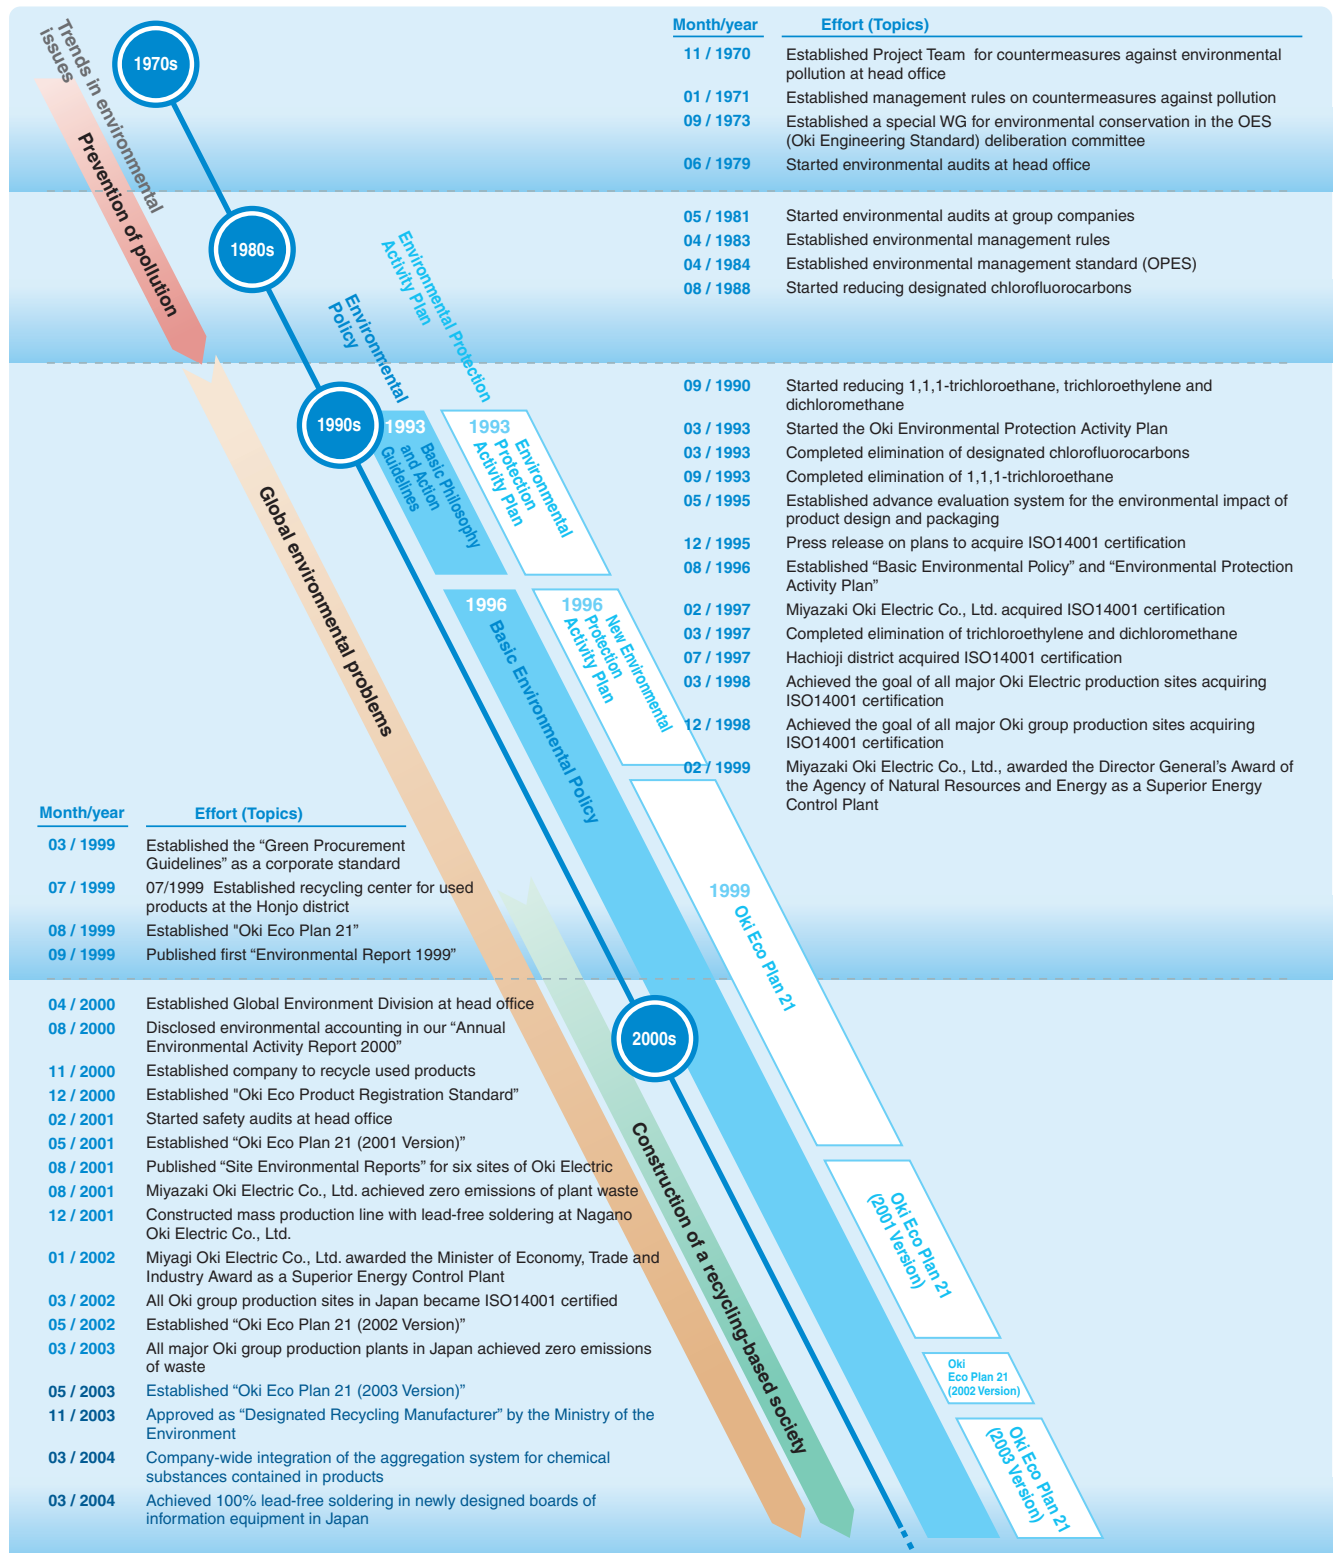 Trends in environmental
issues
Prevention of pollution
1970s
Month/year
Effort (Topics)
11 / 1970
Established Project Team for countermeasures against environmental
pollution at head office
01 / 1971
Established management rules on countermeasures against pollution
09 / 1973
Established a special WG for environmental conservation in the OES
(Oki Engineering Standard) deliberation committee
06 / 1979
Started environmental audits at head office
1980s
05 / 1981
Started environmental audits at group companies
04 / 1983
Established environmental management rules
04 / 1984
Established environmental management standard (OPES)
08 / 1988
Started reducing designated chlorofluorocarbons
Environmental
Policy
Environmental Protection
Activity Plan
1990s
1993
Basic Philosophy
and Action
Guidelines
1993
Environmental
Protection
Activity Plan
Global environmental problems
1996
Basic Environmental Policy
1996
New Environmental
Protection
Activity Plan
09 / 1990
Started reducing 1,1,1-trichloroethane, trichloroethylene and
dichloromethane
03 / 1993
Started the Oki Environmental Protection Activity Plan
03 / 1993
Completed elimination of designated chlorofluorocarbons
09 / 1993
Completed elimination of 1,1,1-trichloroethane
05 / 1995
Established advance evaluation system for the environmental impact of
product design and packaging
12 / 1995
Press release on plans to acquire ISO14001 certification
08 / 1996
Established “Basic Environmental Policy” and “Environmental Protection
Activity Plan”
02 / 1997
Miyazaki Oki Electric Co., Ltd. acquired ISO14001 certification
03 / 1997
Completed elimination of trichloroethylene and dichloromethane
07 / 1997
Hachioji district acquired ISO14001 certification
03 / 1998
Achieved the goal of all major Oki Electric production sites acquiring
ISO14001 certification
12 / 1998
Achieved the goal of all major Oki group production sites acquiring
ISO14001 certification
02 / 1999
Miyazaki Oki Electric Co., Ltd., awarded the Director General’s Award of
the Agency of Natural Resources and Energy as a Superior Energy
Control Plant
Month/year
Effort (Topics)
03 / 1999
Established the “Green Procurement
Guidelines” as a corporate standard
07 / 1999
07/1999 Established recycling center for used
products at the Honjo district
08 / 1999
Established "Oki Eco Plan 21”
09 / 1999
Published first “Environmental Report 1999”
1999
Oki Eco Plan 21
2000s
04 / 2000
Established Global Environment Division at head office
08 / 2000
Disclosed environmental accounting in our “Annual
Environmental Activity Report 2000”
11 / 2000
Established company to recycle used products
12 / 2000
Established "Oki Eco Product Registration Standard”
02 / 2001
Started safety audits at head office
05 / 2001
Established “Oki Eco Plan 21 (2001 Version)”
08 / 2001
Published “Site Environmental Reports” for six sites of Oki Electric
08 / 2001
Miyazaki Oki Electric Co., Ltd. achieved zero emissions of plant waste
12 / 2001
Constructed mass production line with lead-free soldering at Nagano
Oki Electric Co., Ltd.
01 / 2002
Miyagi Oki Electric Co., Ltd. awarded the Minister of Economy, Trade and
Industry Award as a Superior Energy Control Plant
03 / 2002
All Oki group production sites in Japan became ISO14001 certified
05 / 2002
Established “Oki Eco Plan 21 (2002 Version)”
03 / 2003
All major Oki group production plants in Japan achieved zero emissions
of waste
05 / 2003
Established “Oki Eco Plan 21 (2003 Version)”
11 / 2003
Approved as “Designated Recycling Manufacturer” by the Ministry of the
Environment
03 / 2004
Company-wide integration of the aggregation system for chemical
substances contained in products
03 / 2004
Achieved 100% lead-free soldering in newly designed boards of
information equipment in Japan
Construction of a recycling-based society
Oki Eco Plan 21
(2001 Version)
Oki
Eco Plan 21
(2002 Version)
Oki Eco Plan 21
(2003 Version)